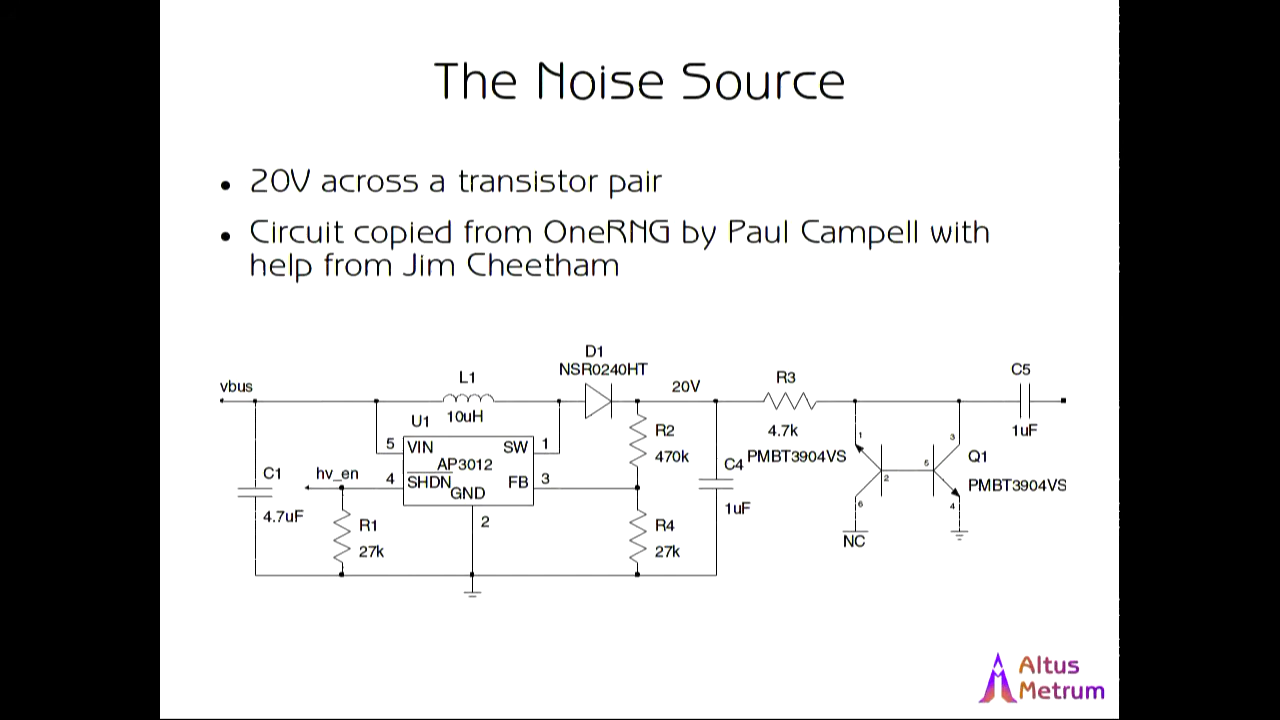 The Noise Source
• 20V across a transistor pair
• Circuit copied from OneRNG by Paul Campell with
help from Jim Cheetham
D1
NSR0240HT
vbus
L1
10uH
20V
R3
4.7k
C5
1uF
U1
5 VIN SW 1
AP3012
4 SHDN FB 3
GND
2
C1
4.7uF
hv_en
R1
27k
R2
470k
R4
27k
C4
1uF
PMBT3904VS
1
2
6
NC
3
5
4
Q1
PMBT3904VS
Altus
Metrum